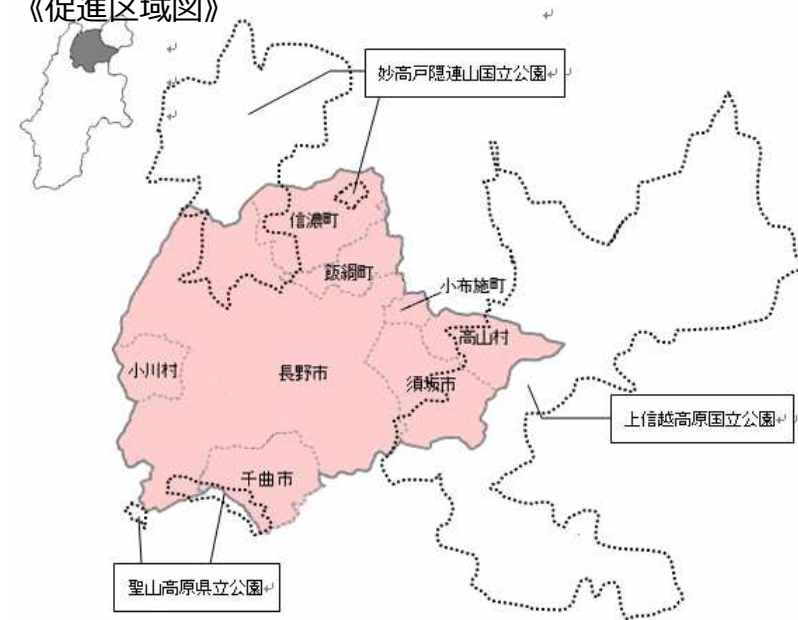 《促進区域図》
妙高戸隠連山国立公園
信濃町
飯綱町
小布施町
高山村
小川村
長野市
須坂市
上信越高原国立公園
千曲市
聖山高原県立公園